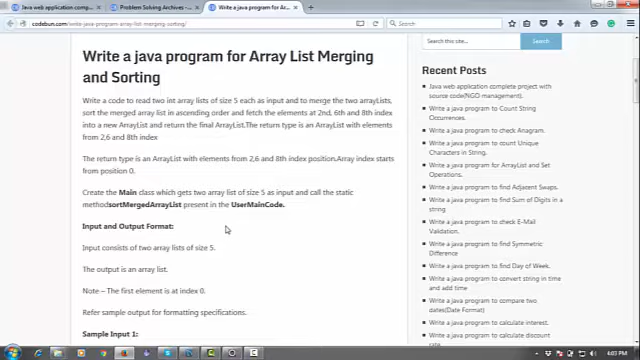 Java web application comp...
Problem Solving Archives - ...
Write a java program for A...
codebun.com/write-java-program-array-list-merging-sorting/
Search
Write a java program for Array List Merging
and Sorting
Write a code to read two int array lists of size 5 each as input and to merge the two arrayLists,
sort the merged array list in ascending order and fetch the elements at 2nd, 6th and 8th index
into a new ArrayList and return the final ArrayList.The return type is an ArrayList with elements
from 2,6 and 8th index
The return type is an ArrayList with elements from 2,6 and 8th index position.Array index starts
from position 0.
Create the Main class which gets two array list of size 5 as input and call the static
methodsortMergedArrayList present in the UserMainCode.
Input and Output Format:
Input consists of two array lists of size 5.
The output is an array list.
Note – The first element is at index 0.
Refer sample output for formatting specifications.
Sample Input 1:
Search this site...
Search
Recent Posts
Java web application complete project with
source code(NGO management).
Write a java program to Count String
Occurrences.
Write a java program to check Anagram.
Write a java program to count Unique
Characters in String.
Write a java program for ArrayList and Set
Operations.
Write a java program to find Adjacent Swaps.
Write a java program to find Sum of Digits in a
string
Write a java program to check E-Mail
Validation.
Write a java program to find Symmetric
Difference
Write a java program to find Day of Week.
Write a java program to convert string in time
and add time
Write a java program to compare two
dates(Date Format)
Write a java program to calculate interest.
Write a java program to calculate discount
rate.
4:03 PM